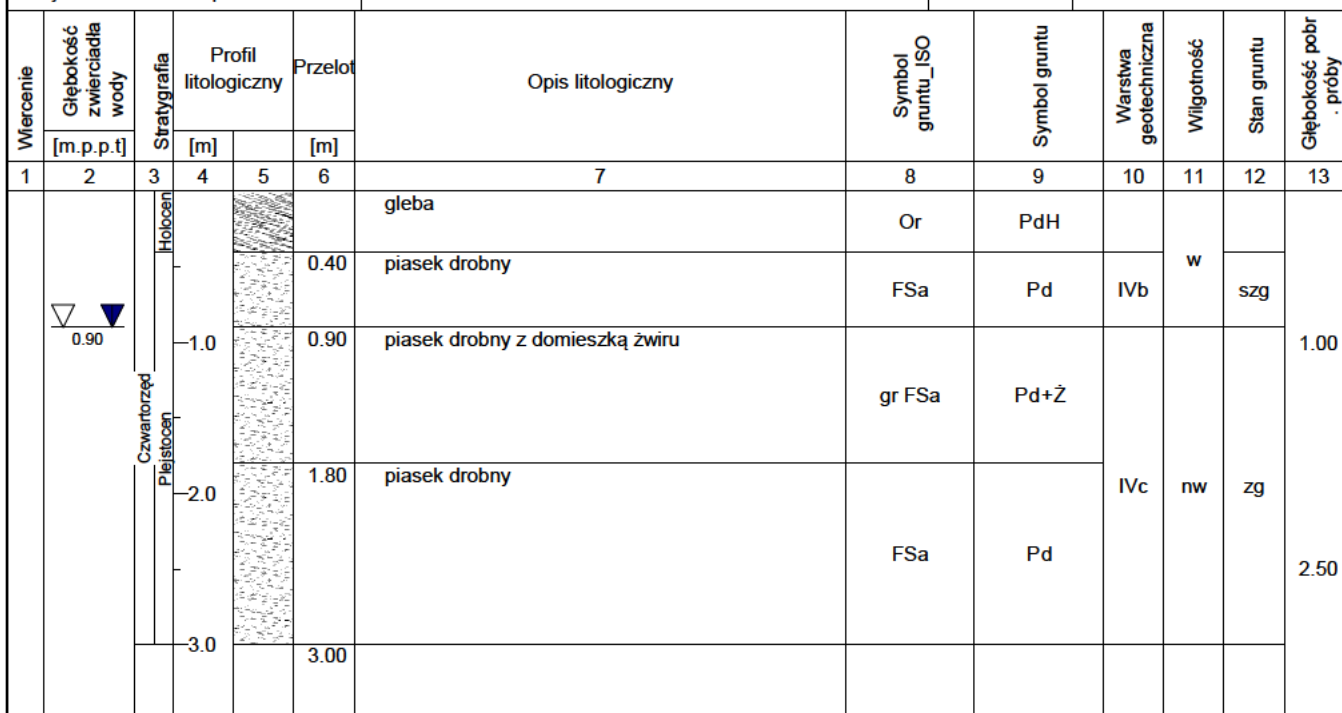 Wiercenie
Głębokość
zwierciadła
wody
[m.p.p.t]
Stratygrafia
Profil
litologiczny
[m]
Przelot
[m]
Opis litologiczny
Symbol
gruntu_ISO
Symbol gruntu
Warstwa
geotechniczna
Wilgotność
Stan gruntu
Głębokość pobr
. próby
1 2 3 4 5 6 7 8 9 10 11 12 13
Holocen
gleba
Or
PdH
w
0.40
piasek drobny
FSa
Pd
IVb
szg
0.90
1.0
0.90
piasek drobny z domieszką żwiru
gr FSa
Pd+Ż
1.00
Czwartorzęd
Plejstocen
1.80
piasek drobny
2.0
IVc
nw
zg
FSa
Pd
2.50
3.0
3.00